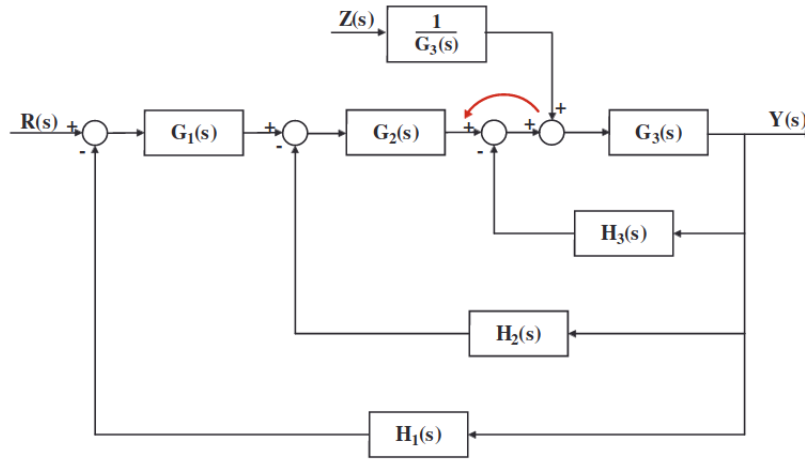 Z(s)
1
G₃(s)
R(s) + - G₁(s) + - G₂(s) + - + + G₃(s) Y(s)
H₃(s)
H₂(s)
H₁(s)